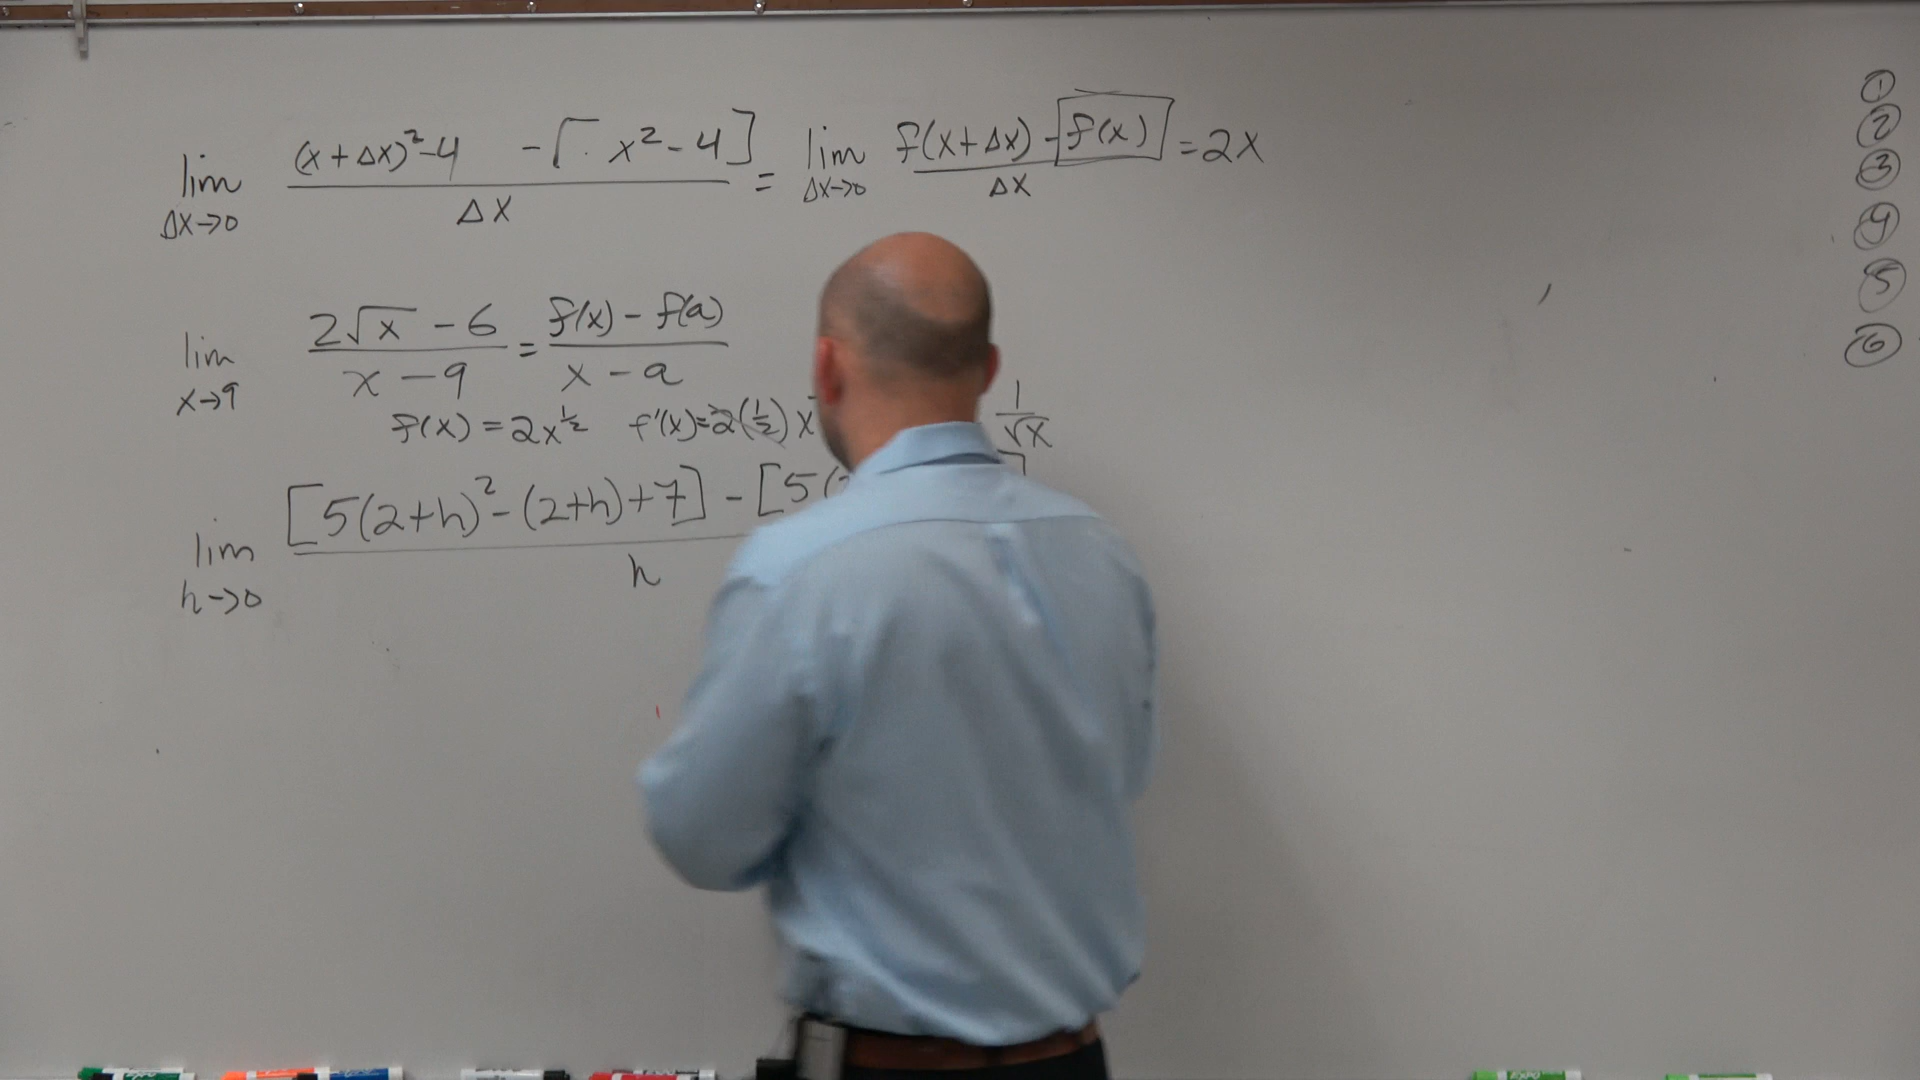 lim Δx→0 (x+Δx)²-4 -[. x²-4] / Δx = lim Δx→0 f(x+Δx) - f(x) / Δx = 2x
lim x→9 2√x - 6 / x - 9 = f(x) - f(a) / x - a
f(x) = 2x^½ f'(x)=2(½)x 1/√x
lim h→0 [5(2+h)²-(2+h)+7] - [5( ] / h
①
②
③
④
⑤
⑥
EXPO